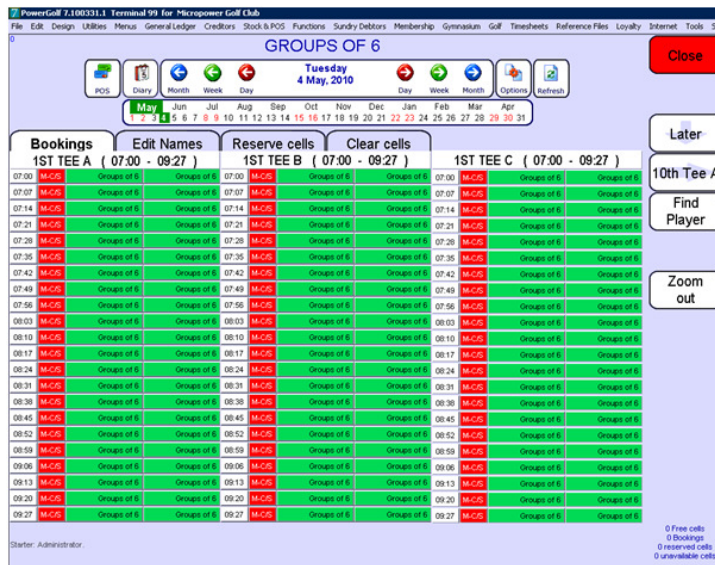 PowerGolf 7.100331.1 Terminal 99 for Micropower Golf Club
File Edit Design Utilities Menus General Ledger Creditors Stock & POS Functions Sundry Debtors Membership Gymnasium Golf Timesheets Reference Files Loyalty Internet Tools S
0
GROUPS OF 6
Close
POS Diary Month Week Day Tuesday 4 May, 2010 Day Week Month Options Refresh
May Jun Jul Aug Sep Oct Nov Dec Jan Feb Mar Apr
1 2 3 4 5 6 7 8 9 10 11 12 13 14 15 16 17 18 19 20 21 22 23 24 25 26 27 28 29 30 31
Later
Bookings Edit Names Reserve cells Clear cells
1ST TEE A ( 07:00 - 09:27 ) 1ST TEE B ( 07:00 - 09:27 ) 1ST TEE C ( 07:00 - 09:27 )
10th Tee A
Find Player
Zoom out
07:00 M-C/S Groups of 6 Groups of 6 07:00 M-C/S Groups of 6 Groups of 6 07:00 M-C/S Groups of 6 Groups of 6
07:07 M-C/S Groups of 6 Groups of 6 07:07 M-C/S Groups of 6 Groups of 6 07:07 M-C/S Groups of 6 Groups of 6
07:14 M-C/S Groups of 6 Groups of 6 07:14 M-C/S Groups of 6 Groups of 6 07:14 M-C/S Groups of 6 Groups of 6
07:21 M-C/S Groups of 6 Groups of 6 07:21 M-C/S Groups of 6 Groups of 6 07:21 M-C/S Groups of 6 Groups of 6
07:28 M-C/S Groups of 6 Groups of 6 07:28 M-C/S Groups of 6 Groups of 6 07:28 M-C/S Groups of 6 Groups of 6
07:35 M-C/S Groups of 6 Groups of 6 07:35 M-C/S Groups of 6 Groups of 6 07:35 M-C/S Groups of 6 Groups of 6
07:42 M-C/S Groups of 6 Groups of 6 07:42 M-C/S Groups of 6 Groups of 6 07:42 M-C/S Groups of 6 Groups of 6
07:49 M-C/S Groups of 6 Groups of 6 07:49 M-C/S Groups of 6 Groups of 6 07:49 M-C/S Groups of 6 Groups of 6
07:56 M-C/S Groups of 6 Groups of 6 07:56 M-C/S Groups of 6 Groups of 6 07:56 M-C/S Groups of 6 Groups of 6
08:03 M-C/S Groups of 6 Groups of 6 08:03 M-C/S Groups of 6 Groups of 6 08:03 M-C/S Groups of 6 Groups of 6
08:10 M-C/S Groups of 6 Groups of 6 08:10 M-C/S Groups of 6 Groups of 6 08:10 M-C/S Groups of 6 Groups of 6
08:17 M-C/S Groups of 6 Groups of 6 08:17 M-C/S Groups of 6 Groups of 6 08:17 M-C/S Groups of 6 Groups of 6
08:24 M-C/S Groups of 6 Groups of 6 08:24 M-C/S Groups of 6 Groups of 6 08:24 M-C/S Groups of 6 Groups of 6
08:31 M-C/S Groups of 6 Groups of 6 08:31 M-C/S Groups of 6 Groups of 6 08:31 M-C/S Groups of 6 Groups of 6
08:38 M-C/S Groups of 6 Groups of 6 08:38 M-C/S Groups of 6 Groups of 6 08:38 M-C/S Groups of 6 Groups of 6
08:45 M-C/S Groups of 6 Groups of 6 08:45 M-C/S Groups of 6 Groups of 6 08:45 M-C/S Groups of 6 Groups of 6
08:52 M-C/S Groups of 6 Groups of 6 08:52 M-C/S Groups of 6 Groups of 6 08:52 M-C/S Groups of 6 Groups of 6
08:59 M-C/S Groups of 6 Groups of 6 08:59 M-C/S Groups of 6 Groups of 6 08:59 M-C/S Groups of 6 Groups of 6
09:06 M-C/S Groups of 6 Groups of 6 09:06 M-C/S Groups of 6 Groups of 6 09:06 M-C/S Groups of 6 Groups of 6
09:13 M-C/S Groups of 6 Groups of 6 09:13 M-C/S Groups of 6 Groups of 6 09:13 M-C/S Groups of 6 Groups of 6
09:20 M-C/S Groups of 6 Groups of 6 09:20 M-C/S Groups of 6 Groups of 6 09:20 M-C/S Groups of 6 Groups of 6
09:27 M-C/S Groups of 6 Groups of 6 09:27 M-C/S Groups of 6 Groups of 6 09:27 M-C/S Groups of 6 Groups of 6
Starter: Administrator.
0 Free cells
0 Bookings
0 reserved cells
0 unavailable cells